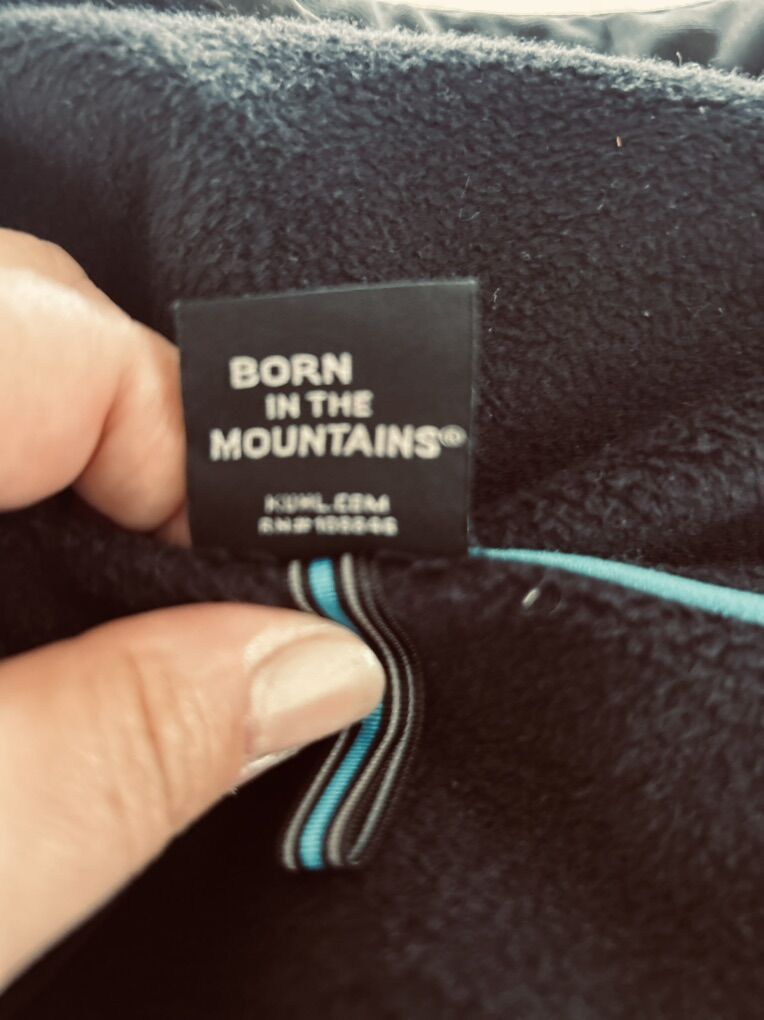 BORN
IN THE
MOUNTAINS®
KUHL.COM